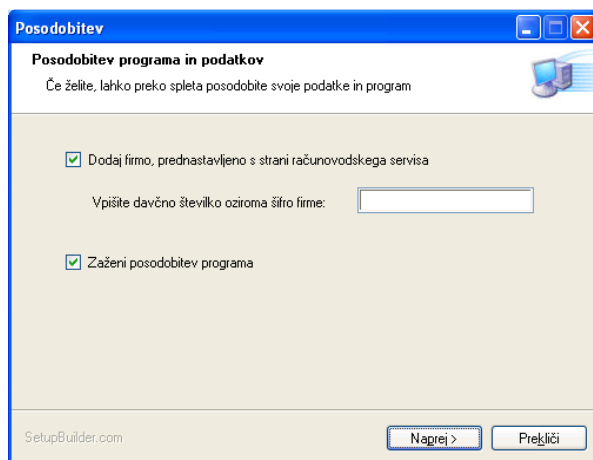 Posodobitev
Posodobitev programa in podatkov
Če želite, lahko preko spleta posodobite svoje podatke in program
Dodaj firmo, prednastavljeno s strani računovodskega servisa
Vpišite davčno številko oziroma šifro firme:
Zaženi posodobitev programa
SetupBuilder.com
Naprej >
Prekliči